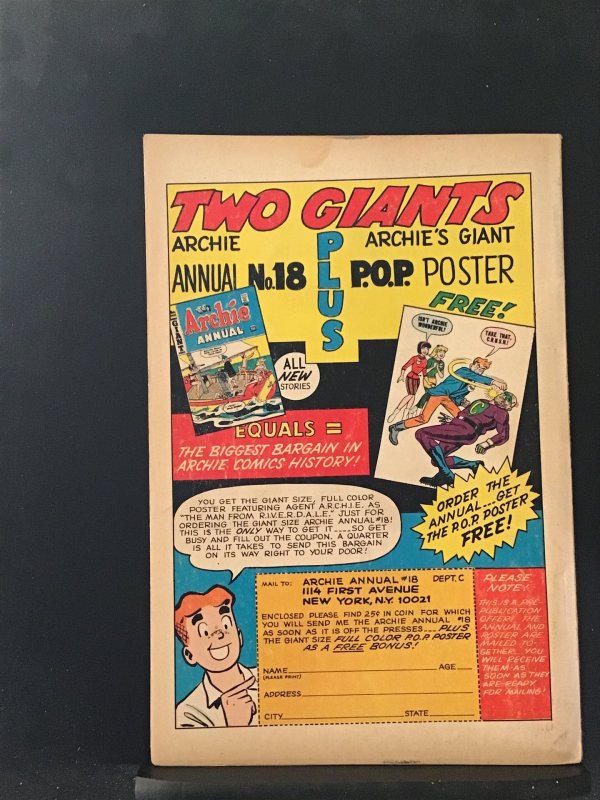 TWO GIANTS
ARCHIE
ANNUAL No.18
PLUS
ARCHIE'S GIANT
P.O.P. POSTER
FREE!
GIANT
Archie
ANNUAL
ALL
NEW
STORIES
ISN'T ARCHIE
WONDERFUL!
TAKE THAT,
C.R.U.S.H.!
EQUALS =
THE BIGGEST BARGAIN IN
ARCHIE COMICS HISTORY!
ORDER THE
ANNUAL...GET
THE P.O.P. POSTER
FREE!
YOU GET THE GIANT SIZE, FULL COLOR
POSTER FEATURING AGENT A.R.C.H.I.E. AS
"THE MAN FROM R.I.V.E.R.D.A.L.E." JUST FOR
ORDERING THE GIANT SIZE ARCHIE ANNUAL #18!
THIS IS THE ONLY WAY TO GET IT----SO GET
BUSY AND FILL OUT THE COUPON. A QUARTER
IS ALL IT TAKES TO SEND THIS BARGAIN
ON ITS WAY RIGHT TO YOUR DOOR!
MAIL TO: ARCHIE ANNUAL #18 DEPT. C
1114 FIRST AVENUE
NEW YORK, N.Y. 10021
ENCLOSED PLEASE FIND 25¢ IN COIN FOR WHICH
YOU WILL SEND ME THE ARCHIE ANNUAL #18
AS SOON AS IT IS OFF THE PRESSES---PLUS
THE GIANT SIZE FULL COLOR P.O.P. POSTER
AS A FREE BONUS!
NAME AGE
(PLEASE PRINT)
ADDRESS
CITY STATE
PLEASE
NOTE:
THIS IS A PRE-
PUBLICATION
OFFER! THE
ANNUAL AND
POSTER ARE
MAILED TO-
GETHER. YOU
WILL RECEIVE
THEM AS
SOON AS THEY
ARE READY
FOR MAILING!